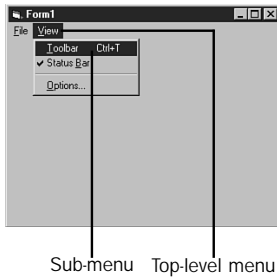 Form1
File View
Toolbar Ctrl+T
Status Bar
Options...
Sub-menu Top-level menu